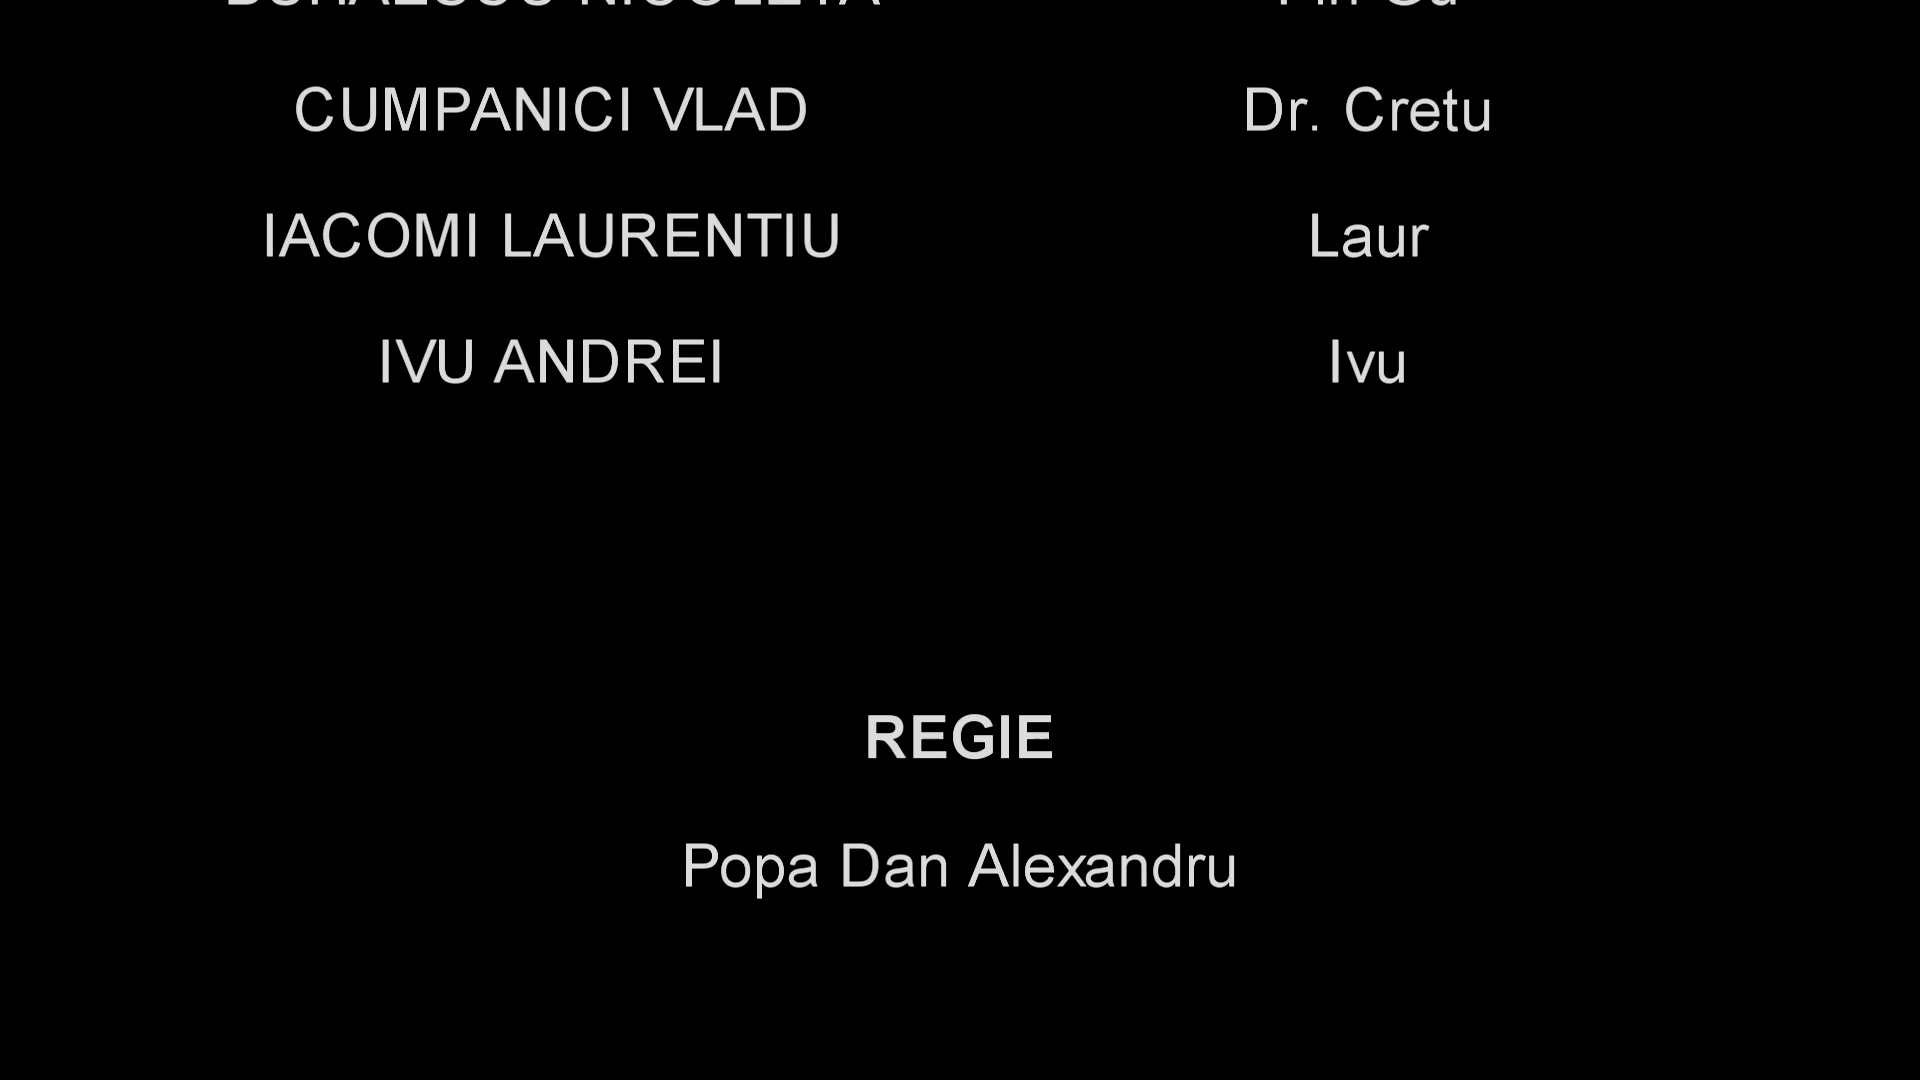 CUMPANICI VLAD Dr. Cretu
IACOMI LAURENTIU Laur
IVU ANDREI Ivu
REGIE
Popa Dan Alexandru